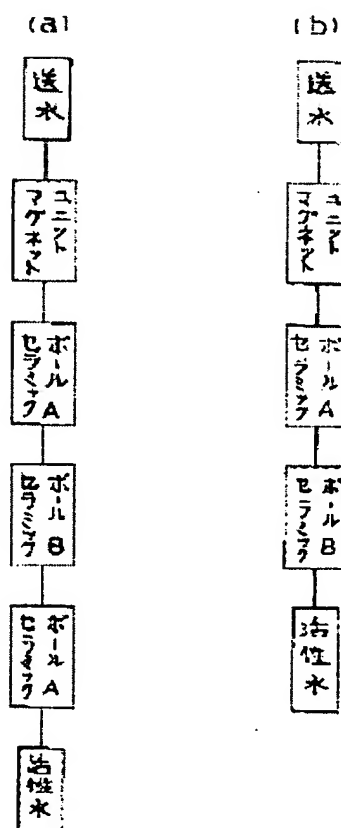 (a)
送水
マグネット
ユニット
セラミック
ボールA
セラミック
ボールB
セラミック
ボールA
活性水
(b)
送水
マグネット
ユニット
セラミック
ボールA
セラミック
ボールB
活性水